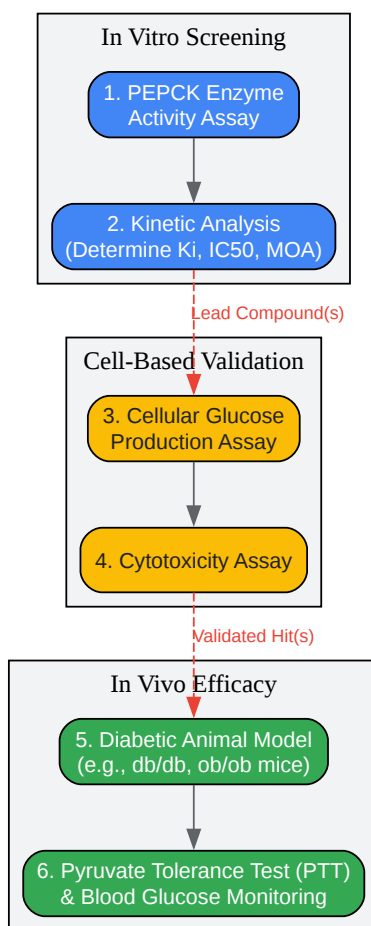 In Vitro Screening
1. PEPCK Enzyme
Activity Assay
2. Kinetic Analysis
(Determine Ki, IC50, MOA)
Lead Compound(s)
Cell-Based Validation
3. Cellular Glucose
Production Assay
4. Cytotoxicity Assay
Validated Hit(s)
In Vivo Efficacy
5. Diabetic Animal Model
(e.g., db/db, ob/ob mice)
6. Pyruvate Tolerance Test (PTT)
& Blood Glucose Monitoring